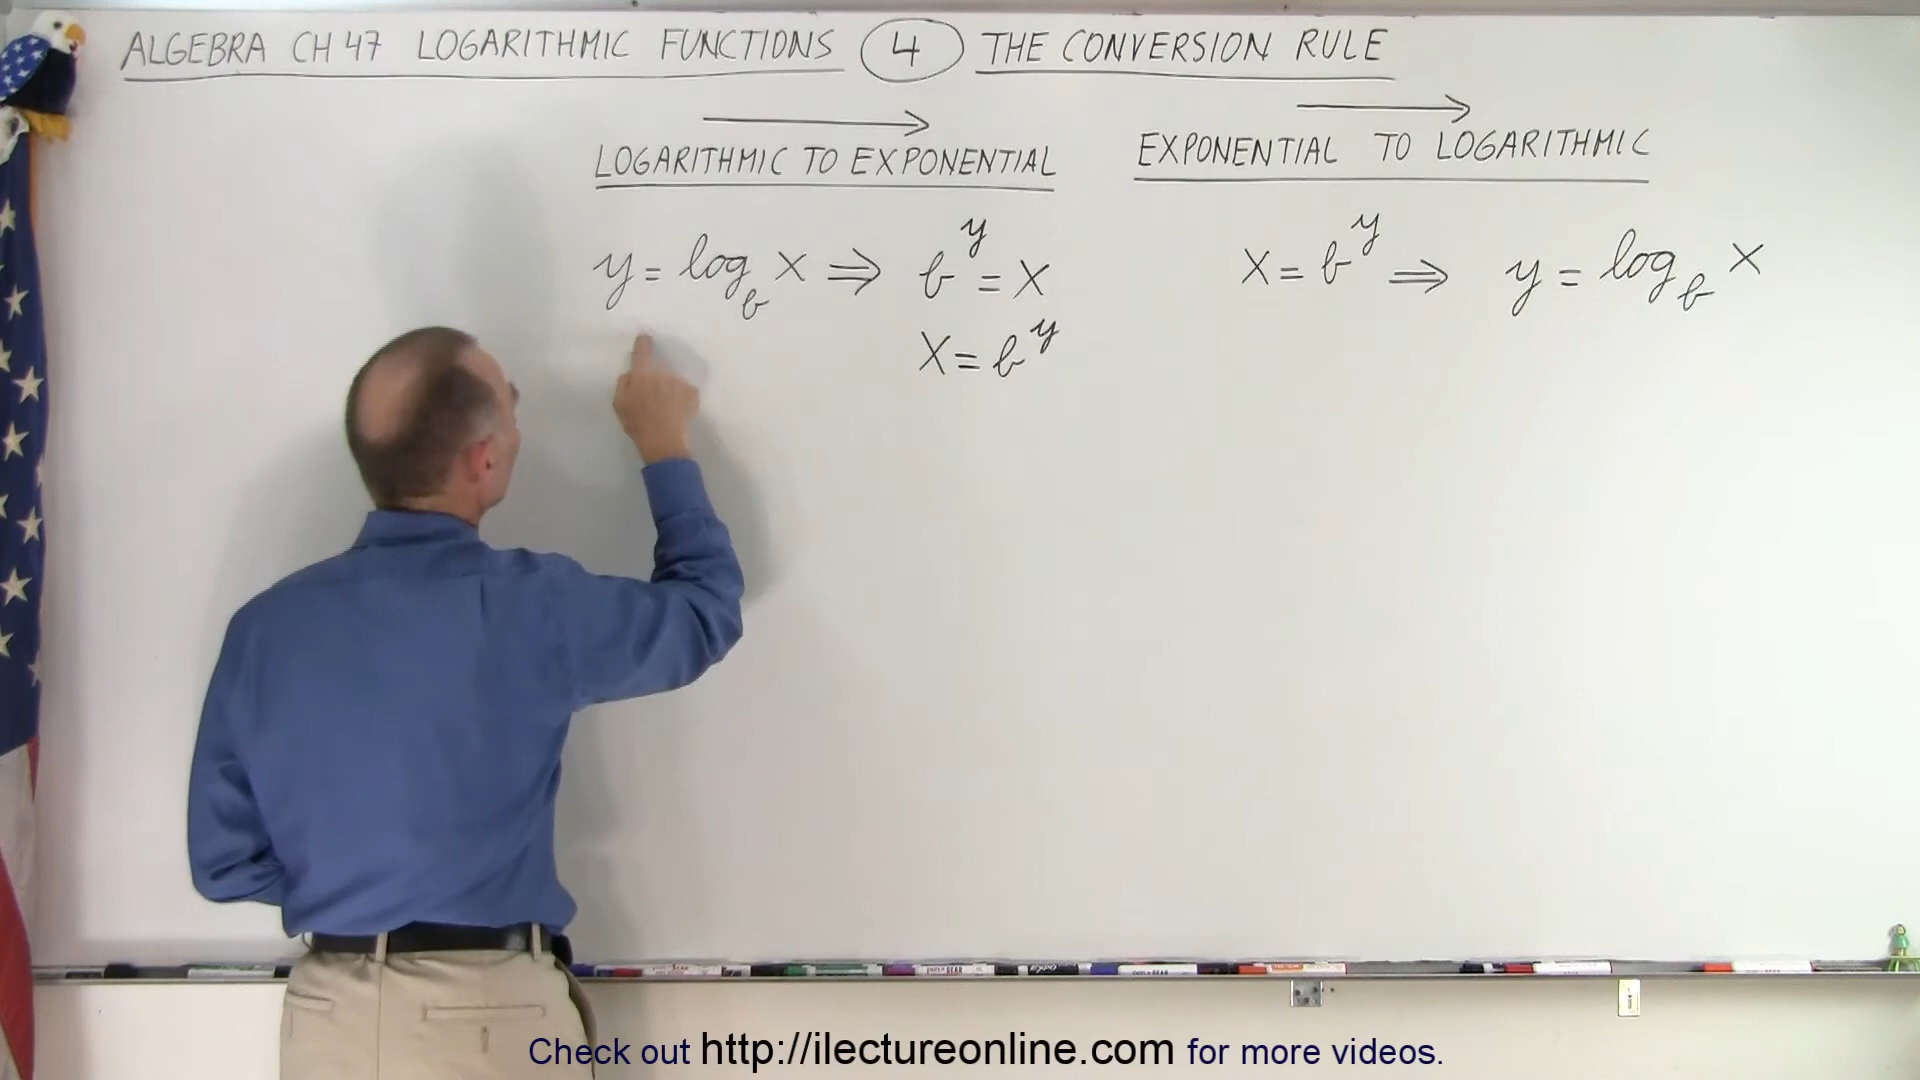 ALGEBRA CH 47 LOGARITHMIC FUNCTIONS 4 THE CONVERSION RULE
LOGARITHMIC TO EXPONENTIAL
y = log_b x ⇒ b^y = x
x = b^y
EXPONENTIAL TO LOGARITHMIC
x = b^y ⇒ y = log_b x
Check out http://ilectureonline.com for more videos.